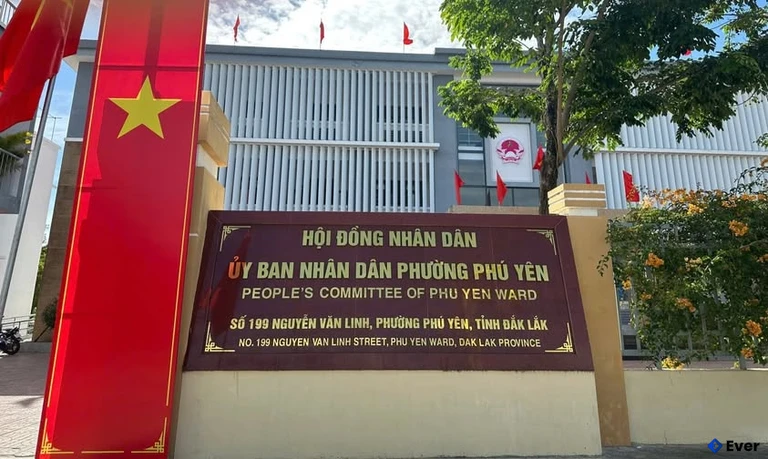 HỘI ĐỒNG NHÂN DÂN
ỦY BAN NHÂN DÂN PHƯỜNG PHÚ YÊN
PEOPLE'S COMMITTEE OF PHU YEN WARD
SỐ 199 NGUYỄN VĂN LINH, PHƯỜNG PHÚ YÊN, TỈNH ĐẮK LẮK
NO. 199 NGUYEN VAN LINH STREET, PHU YEN WARD, DAK LAK PROVINCE
Ever